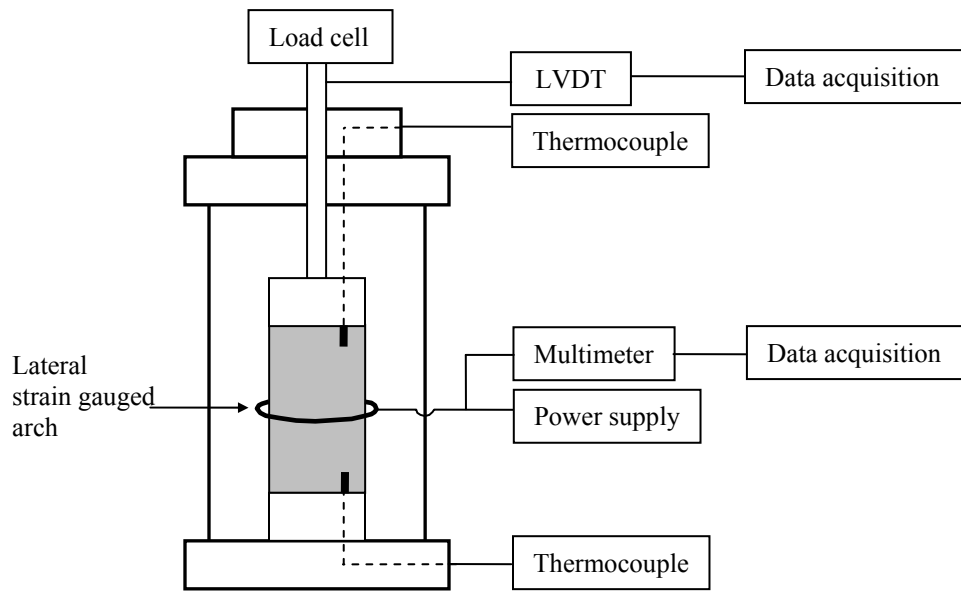 Load cell
LVDT
Data acquisition
Thermocouple
Multimeter
Data acquisition
Lateral
strain gauged
arch
Power supply
Thermocouple